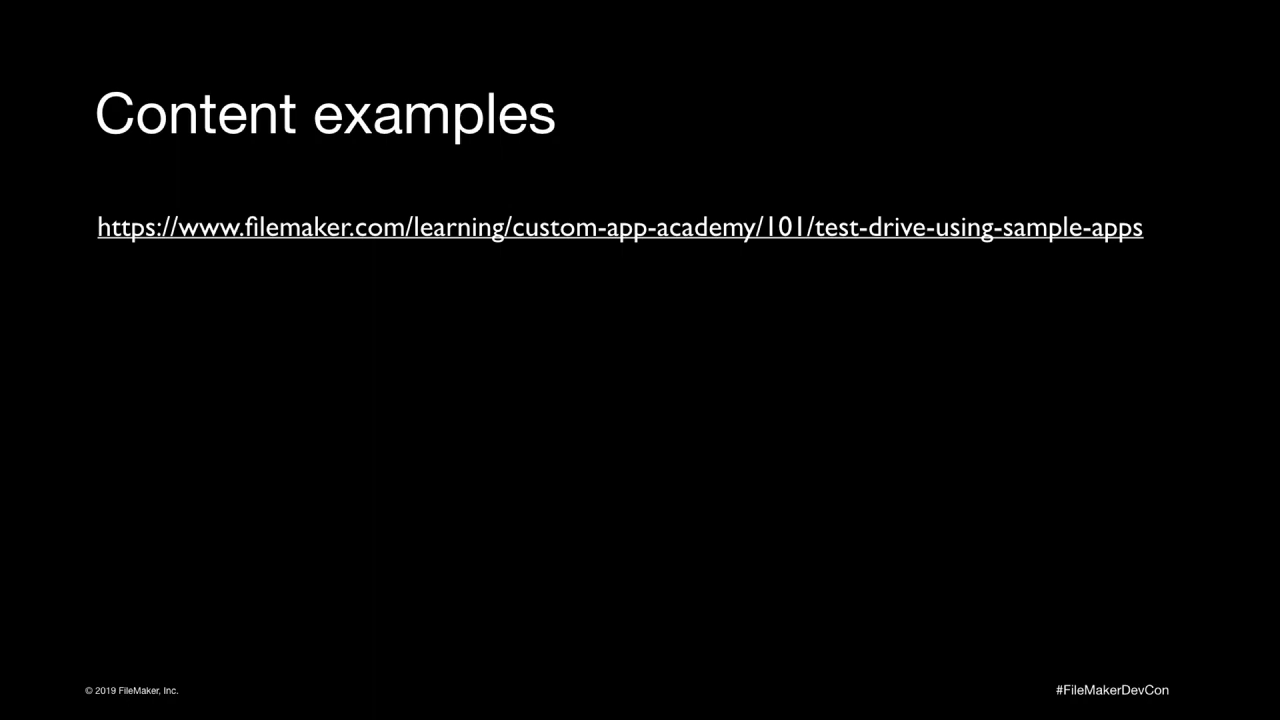 Content examples
https://www.filemaker.com/learning/custom-app-academy/101/test-drive-using-sample-apps
© 2019 FileMaker, Inc.
#FileMakerDevCon